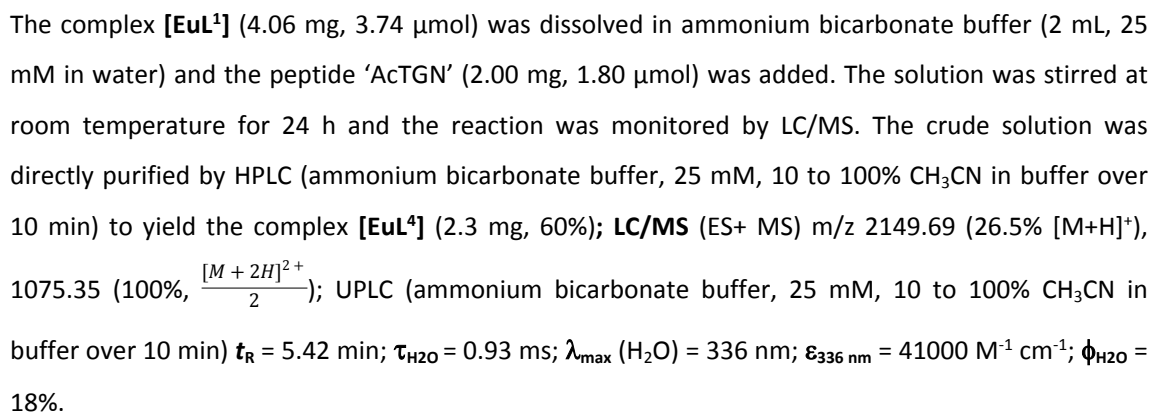 The complex [EuL¹] (4.06 mg, 3.74 µmol) was dissolved in ammonium bicarbonate buffer (2 mL, 25
mM in water) and the peptide ‘AcTGN’ (2.00 mg, 1.80 µmol) was added. The solution was stirred at
room temperature for 24 h and the reaction was monitored by LC/MS. The crude solution was
directly purified by HPLC (ammonium bicarbonate buffer, 25 mM, 10 to 100% CH₃CN in buffer over
10 min) to yield the complex [EuL⁴] (2.3 mg, 60%); LC/MS (ES+ MS) m/z 2149.69 (26.5% [M+H]⁺),
1075.35 (100%, [M + 2H]²⁺/2); UPLC (ammonium bicarbonate buffer, 25 mM, 10 to 100% CH₃CN in
buffer over 10 min) tR = 5.42 min; τH2O = 0.93 ms; λmax (H₂O) = 336 nm; ε336 nm = 41000 M⁻¹ cm⁻¹; ϕH2O =
18%.